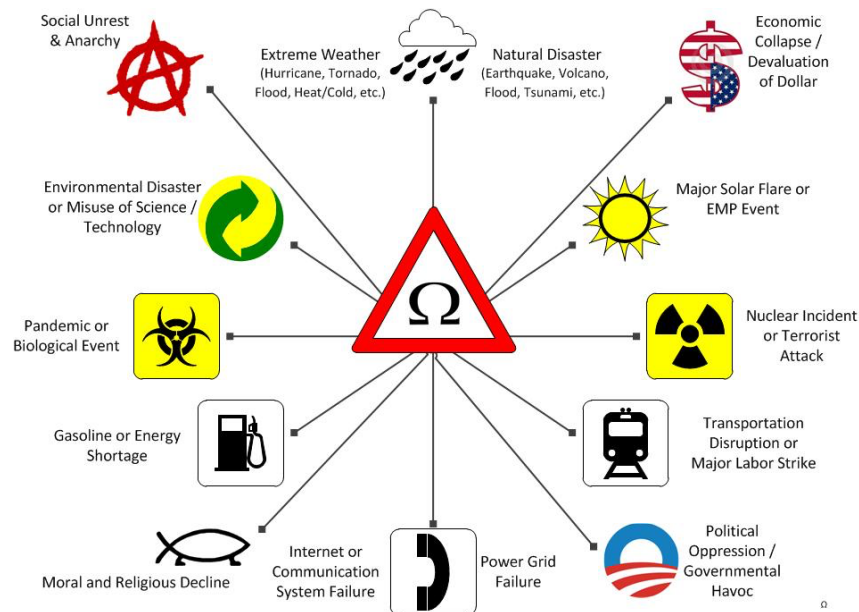 Social Unrest
& Anarchy
Extreme Weather
(Hurricane, Tornado,
Flood, Heat/Cold, etc.)
Natural Disaster
(Earthquake, Volcano,
Flood, Tsunami, etc.)
Economic
Collapse /
Devaluation
of Dollar
Environmental Disaster
or Misuse of Science /
Technology
Major Solar Flare or
EMP Event
Ω
Pandemic or
Biological Event
Nuclear Incident
or Terrorist
Attack
Gasoline or Energy
Shortage
Transportation
Disruption or
Major Labor Strike
Moral and Religious Decline
Internet or
Communication
System Failure
Power Grid
Failure
Political
Oppression /
Governmental
Havoc
Ω